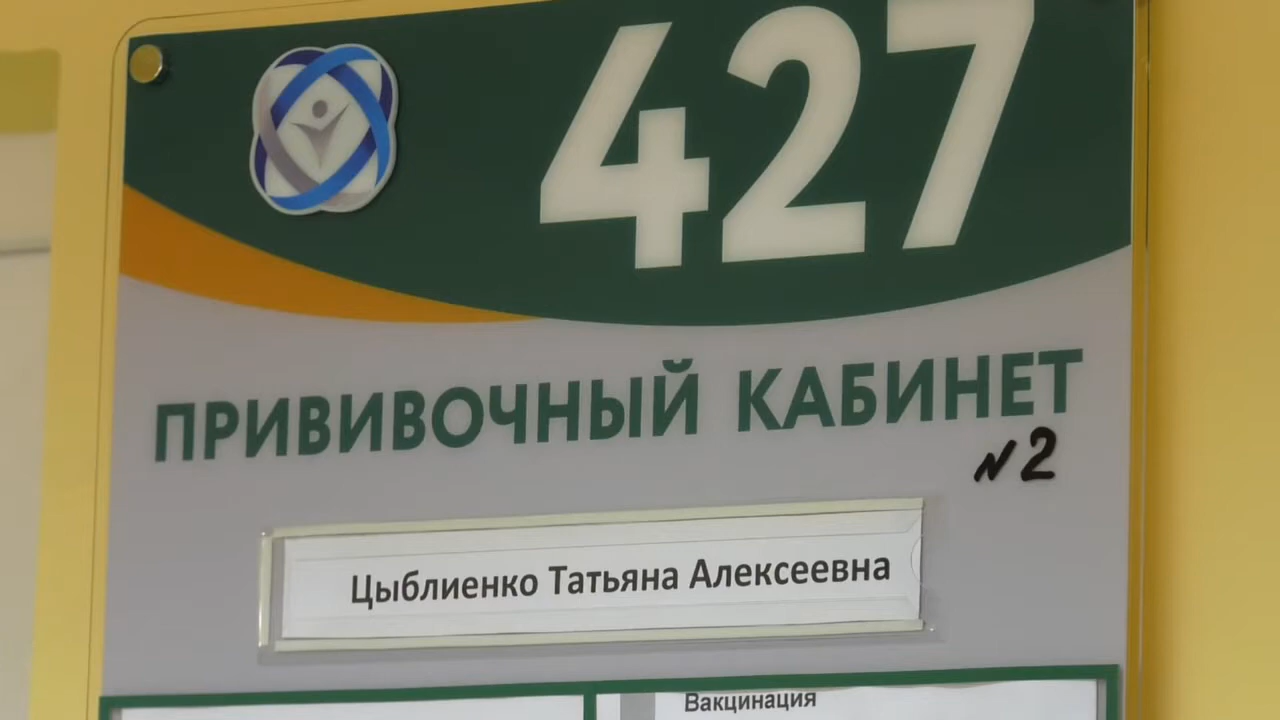 427
ПРИВИВОЧНЫЙ КАБИНЕТ
№2
Цыблиенко Татьяна Алексеевна
Вакцинация